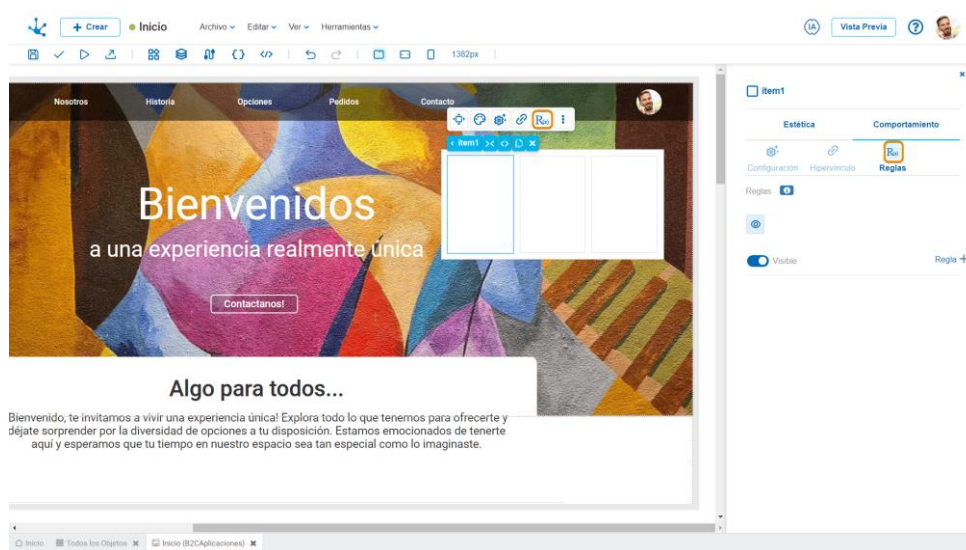 + Crear
Inicio
Archivo
Editar
Ver
Herramientas
IA
Vista Previa
?
1382px
Nosotros
Historia
Opciones
Pedidos
Contacto
item1
Bienvenidos
a una experiencia realmente única
Contactanos!
Algo para todos...
Bienvenido, te invitamos a vivir una experiencia única! Explora todo lo que tenemos para ofrecerte y
déjate sorprender por la diversidad de opciones a tu disposición. Estamos emocionados de tenerte
aquí y esperamos que tu tiempo en nuestro espacio sea tan especial como lo imaginaste.
item1
Estética
Comportamiento
Configuración
Hipervínculo
Reglas
Reglas
Visible
Regla +
Inicio
Todos los Objetos
Inicio (B2CAplicaciones)